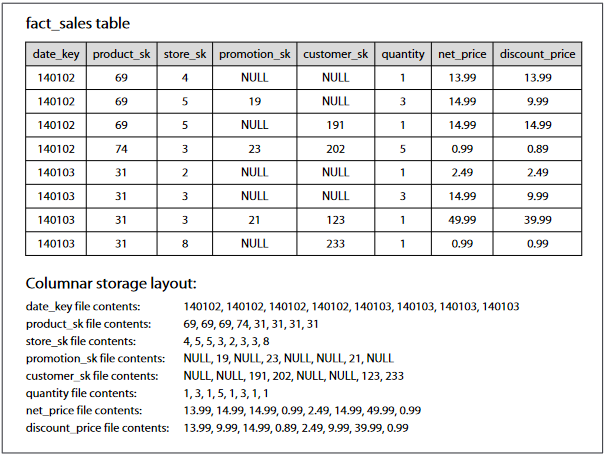 fact_sales table
date_key product_sk store_sk promotion_sk customer_sk quantity net_price discount_price
140102 69 4 NULL NULL 1 13.99 13.99
140102 69 5 19 NULL 3 14.99 9.99
140102 69 5 NULL 191 1 14.99 14.99
140102 74 3 23 202 5 0.99 0.89
140103 31 2 NULL NULL 1 2.49 2.49
140103 31 3 NULL NULL 3 14.99 9.99
140103 31 3 21 123 1 49.99 39.99
140103 31 8 NULL 233 1 0.99 0.99
Columnar storage layout:
date_key file contents: 140102, 140102, 140102, 140102, 140103, 140103, 140103, 140103
product_sk file contents: 69, 69, 69, 74, 31, 31, 31, 31
store_sk file contents: 4, 5, 5, 3, 2, 3, 3, 8
promotion_sk file contents: NULL, 19, NULL, 23, NULL, NULL, 21, NULL
customer_sk file contents: NULL, NULL, 191, 202, NULL, NULL, 123, 233
quantity file contents: 1, 3, 1, 5, 1, 3, 1, 1
net_price file contents: 13.99, 14.99, 14.99, 0.99, 2.49, 14.99, 49.99, 0.99
discount_price file contents: 13.99, 9.99, 14.99, 0.89, 2.49, 9.99, 39.99, 0.99